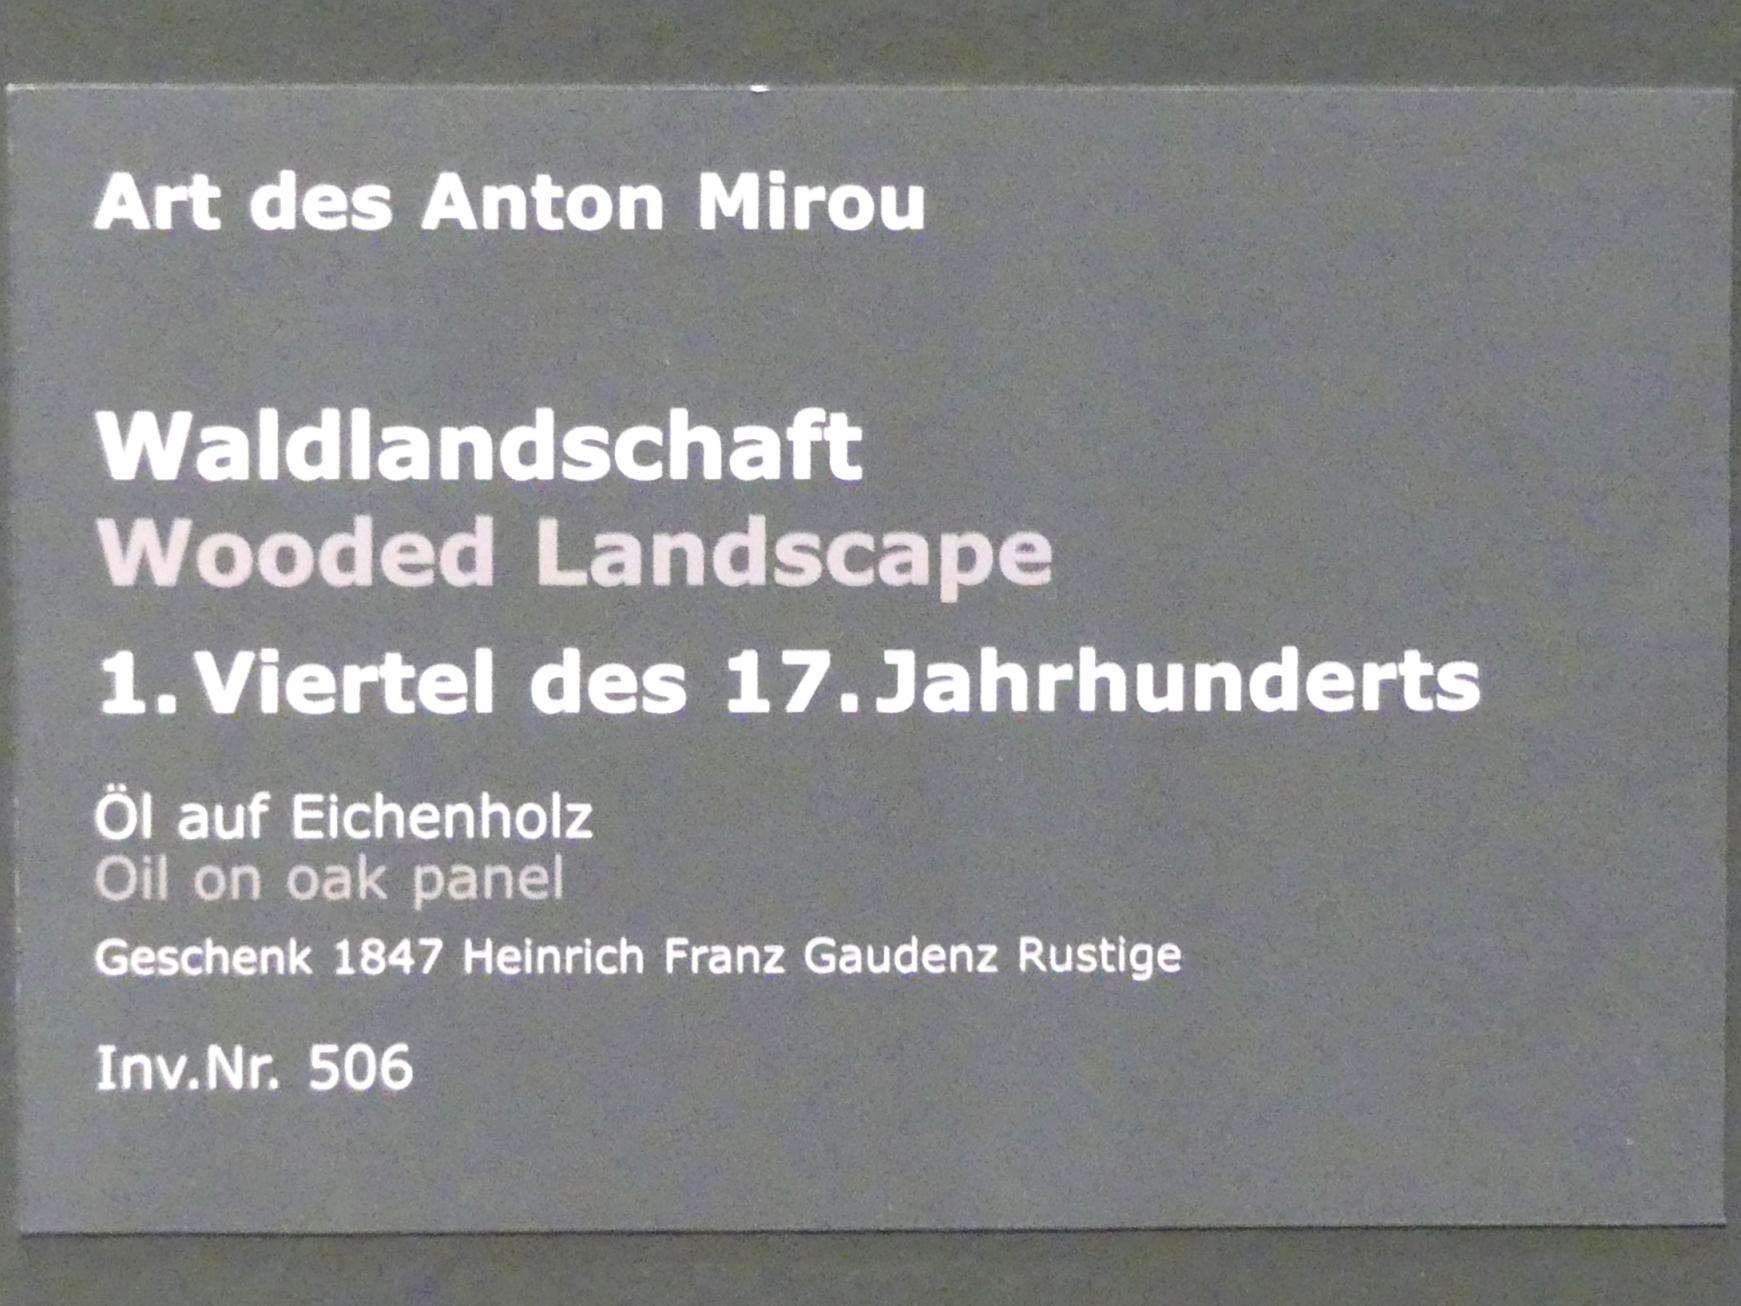 Art des Anton Mirou
Waldlandschaft
Wooded Landscape
1. Viertel des 17. Jahrhunderts
Öl auf Eichenholz
Oil on oak panel
Geschenk 1847 Heinrich Franz Gaudenz Rustige
Inv.Nr. 506